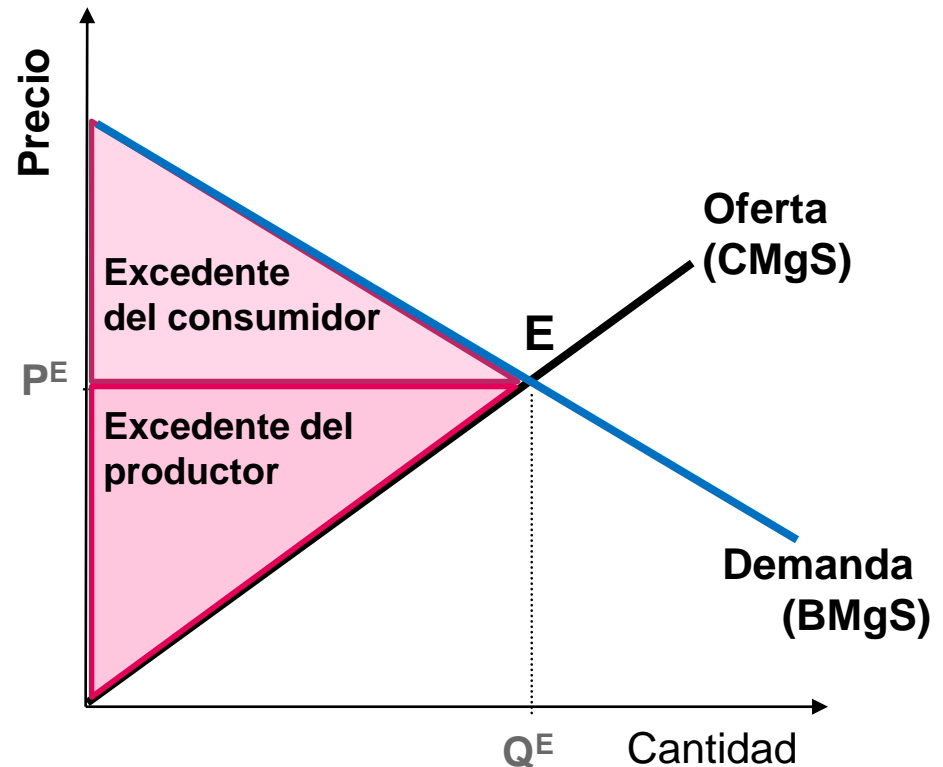 Precio
Oferta
(CMgS)
Excedente
del consumidor
E
PE
Excedente del
productor
Demanda
(BMgS)
QE
Cantidad